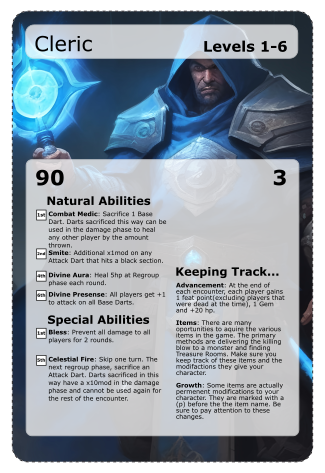 Cleric
Levels 1-6
90
3
Natural Abilities
1st Combat Medic: Sacrifice 1 Base
Dart. Darts sacrificed this way can be
used in the damage phase to heal
any other player by the amount
thrown.
2nd Smite: Additional x1mod on any
Attack Dart that hits a black section.
4th Divine Aura: Heal 5hp at Regroup
phase each round.
6th Divine Presense: All players get +1
to attack on all Base Darts.
Special Abilities
1st Bless: Prevent all damage to all
players for 2 rounds.
5th Celestial Fire: Skip one turn. The
next regroup phase, sacrifice an
Attack Dart. Darts sacrificed in this
way have a x10mod in the damage
phase and cannot be used again for
the rest of the encounter.
Keeping Track...
Advancement: At the end of
each encounter, each player gains
1 feat point(excluding players that
were dead at the time), 1 Gem
and +20 hp.
Items: There are many
oportunities to aquire the various
items in the game. The primary
methods are delivering the killing
blow to a monster and finding
Treasure Rooms. Make sure you
keep track of these items and the
modifactions they give your
character.
Growth: Some items are actually
permanent modifications to your
character. They are marked with a
(p) before the the item name. Be
sure to pay attention to these
changes.